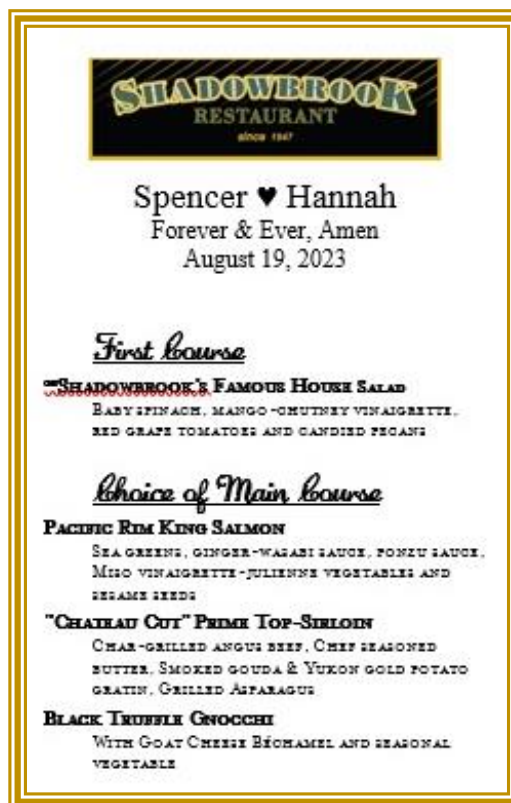 SHADOWBROOK
RESTAURANT
since 1947
Spencer ♥ Hannah
Forever & Ever, Amen
August 19, 2023
First Course
Shadowbrook's Famous House Salad
Baby spinach, mango-chutney vinaigrette,
red grape tomatoes and candied pecans
Choice of Main Course
Pacific Rim King Salmon
Sea greens, ginger-wasabi sauce, ponzu sauce,
Miso vinaigrette-julienne vegetables and
sesame seeds
"Chateau Cut" Prime Top-Sirloin
Char-grilled angus beef, Chef seasoned
butter, Smoked gouda & Yukon gold potato
gratin, Grilled Asparagus
Black Truffle Gnocchi
With Goat Cheese Béchamel and seasonal
vegetable